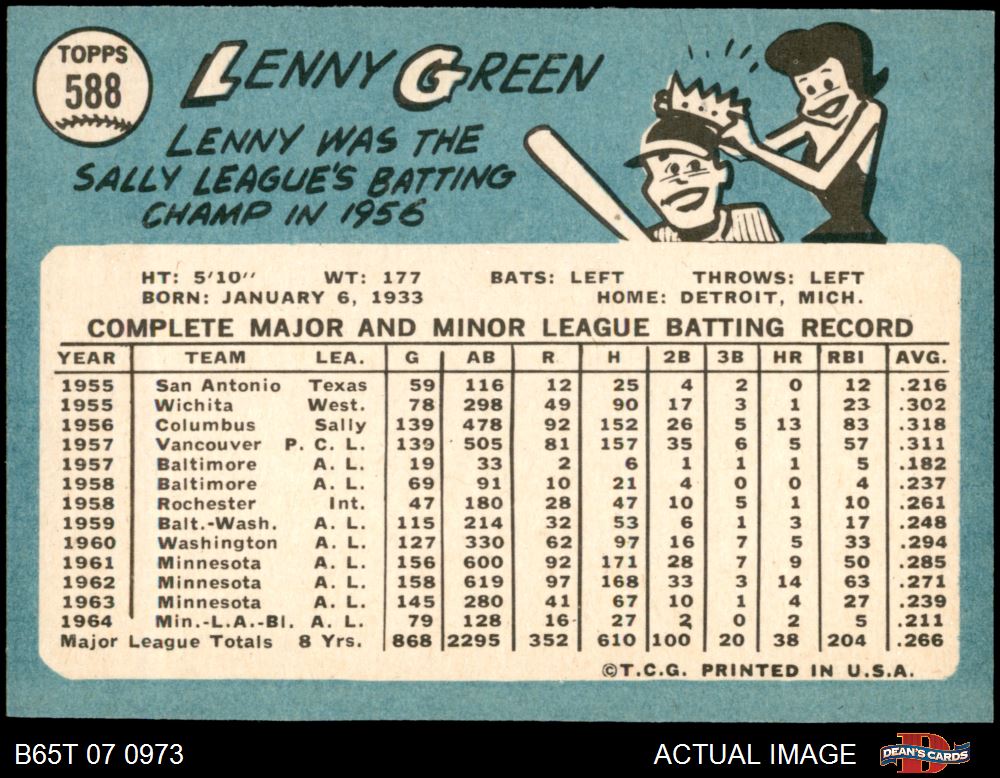 TOPPS
588
LENNY GREEN
LENNY WAS THE
SALLY LEAGUE'S BATTING
CHAMP IN 1956
HT: 5'10" WT: 177 BATS: LEFT THROWS: LEFT
BORN: JANUARY 6, 1933 HOME: DETROIT, MICH.
COMPLETE MAJOR AND MINOR LEAGUE BATTING RECORD
YEAR TEAM LEA. G AB R H 2B 3B HR RBI AVG.
1955 San Antonio Texas 59 116 12 25 4 2 0 12 .216
1955 Wichita West. 78 298 49 90 17 3 1 23 .302
1956 Columbus Sally 139 478 92 152 26 5 13 83 .318
1957 Vancouver P. C. L. 139 505 81 157 35 6 5 57 .311
1957 Baltimore A. L. 19 33 2 6 1 1 1 5 .182
1958 Baltimore A. L. 69 91 10 21 4 0 0 4 .237
1958 Rochester Int. 47 180 28 47 10 5 1 10 .261
1959 Balt.-Wash. A. L. 115 214 32 53 6 1 3 17 .248
1960 Washington A. L. 127 330 62 97 16 7 5 33 .294
1961 Minnesota A. L. 156 600 92 171 28 7 9 50 .285
1962 Minnesota A. L. 158 619 97 168 33 3 14 63 .271
1963 Minnesota A. L. 145 280 41 67 10 1 4 27 .239
1964 Min.-L.A.-Bl. A. L. 79 128 16 27 2 0 2 5 .211
Major League Totals 8 Yrs. 868 2295 352 610 100 20 38 204 .266
©T.C.G. PRINTED IN U.S.A.
B65T 07 0973 ACTUAL IMAGE DEAN'S CARDS